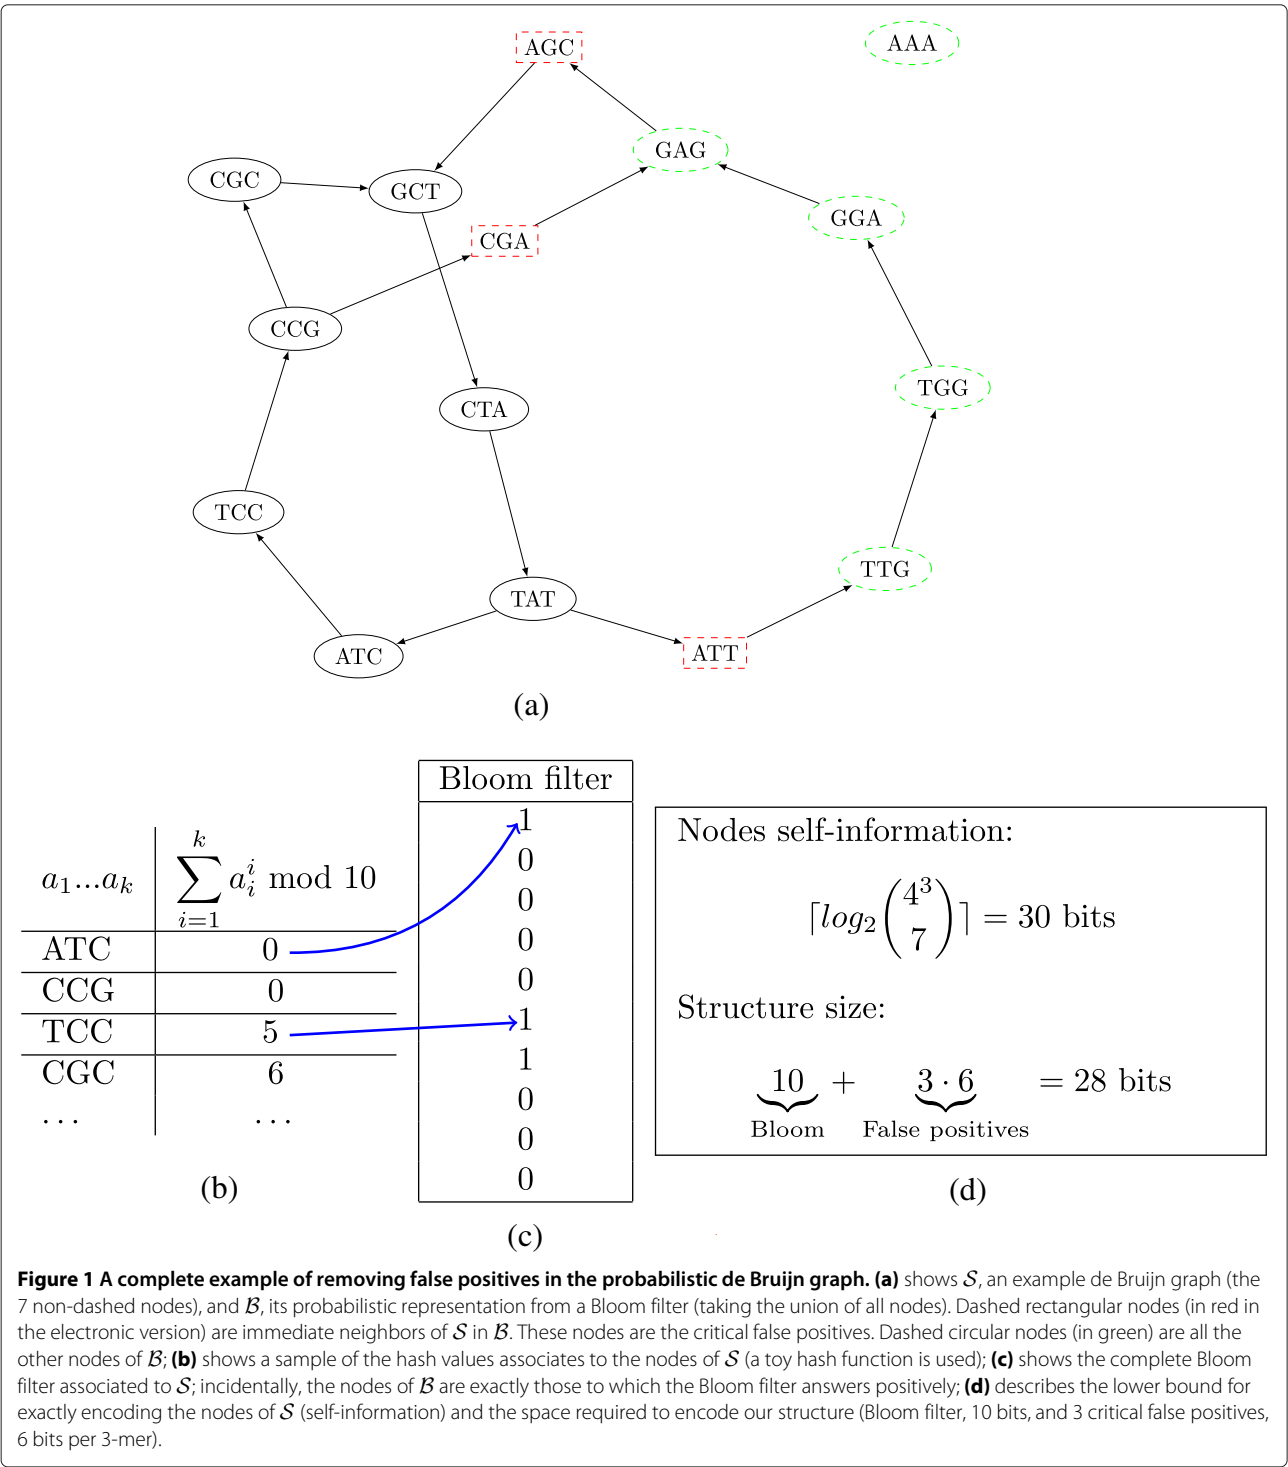 AGC
AAA
GAG
CGC
GCT
GGA
CGA
CCG
TGG
CTA
TCC
TTG
TAT
ATC
ATT
(a)
Bloom filter
1
0
0
0
0
1
1
0
0
0
a₁...aₖ
∑ᵢ₌₁ᵏ aᵢⁱ mod 10
ATC 0
CCG 0
TCC 5
CGC 6
... ...
(b)
(c)
Nodes self-information:
⌈log₂(4³ 7)⌉ = 30 bits
Structure size:
10 + 3 · 6 = 28 bits
Bloom False positives
(d)
Figure 1 A complete example of removing false positives in the probabilistic de Bruijn graph. (a) shows 𝒮, an example de Bruijn graph (the
7 non-dashed nodes), and ℬ, its probabilistic representation from a Bloom filter (taking the union of all nodes). Dashed rectangular nodes (in red in
the electronic version) are immediate neighbors of 𝒮 in ℬ. These nodes are the critical false positives. Dashed circular nodes (in green) are all the
other nodes of ℬ; (b) shows a sample of the hash values associates to the nodes of 𝒮 (a toy hash function is used); (c) shows the complete Bloom
filter associated to 𝒮; incidentally, the nodes of ℬ are exactly those to which the Bloom filter answers positively; (d) describes the lower bound for
exactly encoding the nodes of 𝒮 (self-information) and the space required to encode our structure (Bloom filter, 10 bits, and 3 critical false positives,
6 bits per 3-mer).